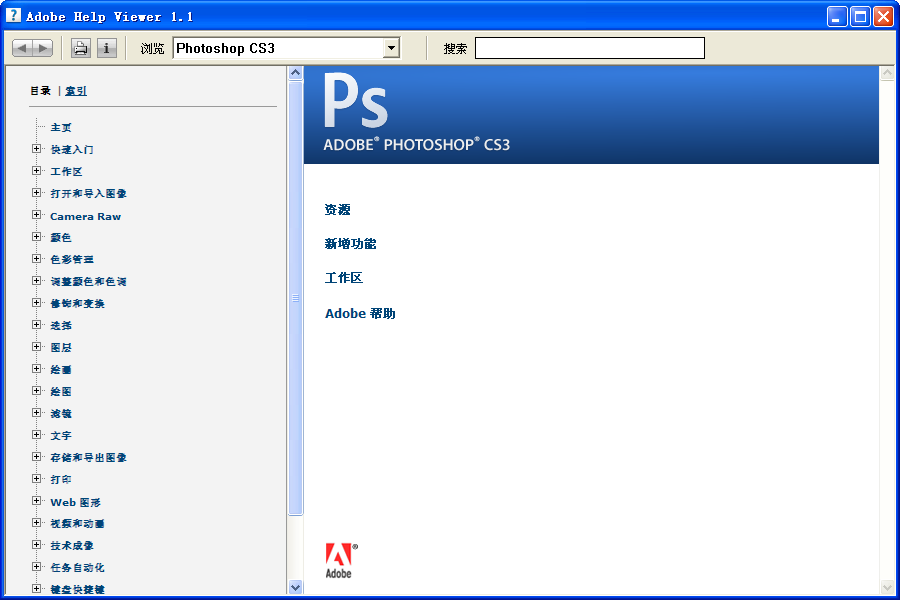 Adobe Help Viewer 1.1
浏览 Photoshop CS3 搜索
目录 | 索引
主页
快速入门
工作区
打开和导入图像
Camera Raw
颜色
色彩管理
调整颜色和色调
修饰和变换
选择
图层
绘画
绘图
滤镜
文字
存储和导出图像
打印
Web 图形
视频和动画
技术成像
任务自动化
键盘快捷键
Ps
ADOBE® PHOTOSHOP® CS3
资源
新增功能
工作区
Adobe 帮助
Adobe®